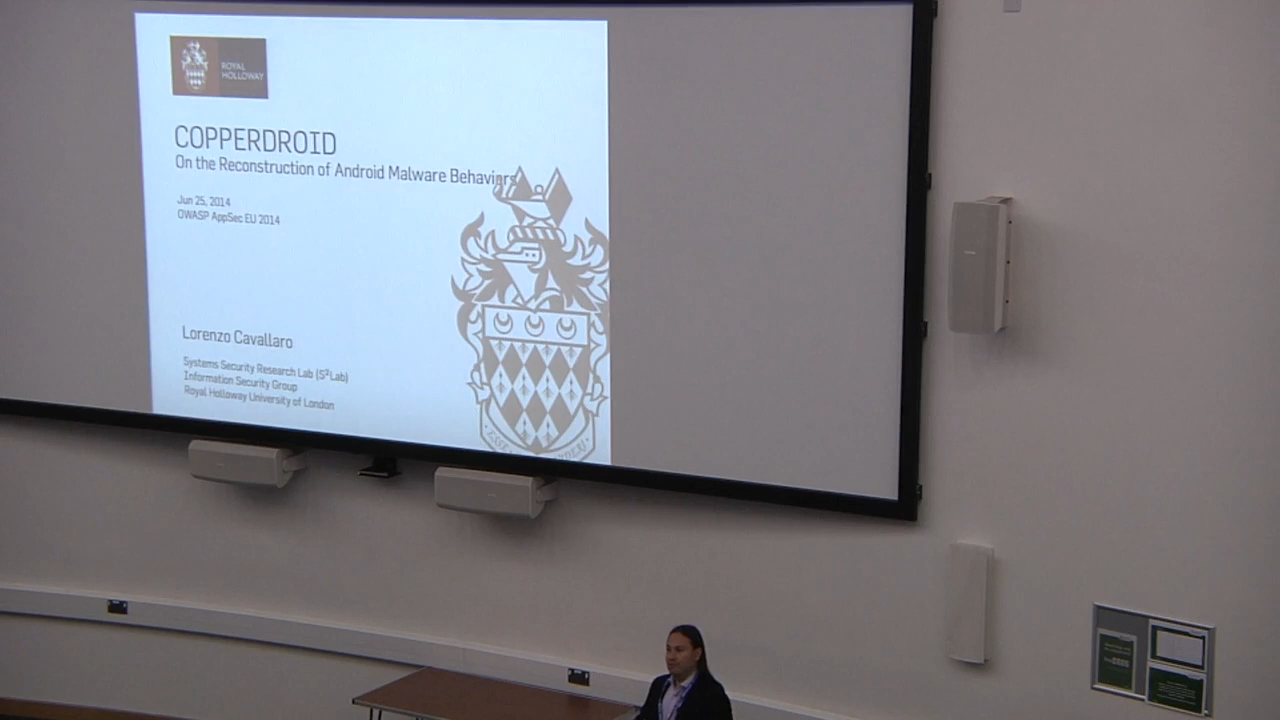 ROYAL
HOLLOWAY
COPPERDROID
On the Reconstruction of Android Malware Behaviors
Jun 25, 2014
OWASP AppSec EU 2014
Lorenzo Cavallaro
Systems Security Research Lab (S²Lab)
Information Security Group
Royal Holloway University of London